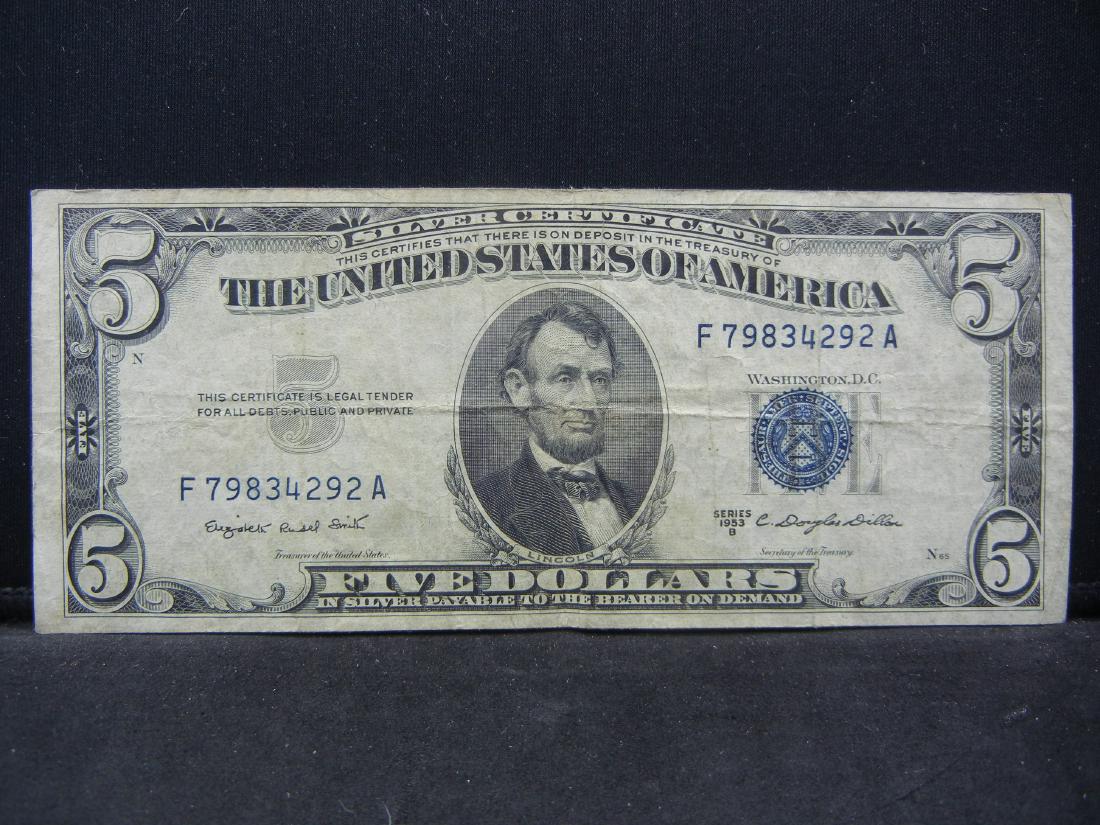 SILVER CERTIFICATE
THIS CERTIFIES THAT THERE IS ON DEPOSIT IN THE TREASURY OF
THE UNITED STATES OF AMERICA
5
5
F 79834292 A
N
WASHINGTON, D.C.
5
THIS CERTIFICATE IS LEGAL TENDER
FOR ALL DEBTS, PUBLIC AND PRIVATE
FIVE
FIVE
FIVE
F 79834292 A
Elizabeth Rudel Smith
SERIES
1953
B
C. Douglas Dillon
Treasurer of the United States.
LINCOLN
Secretary of the Treasury.
N 65
5
5
FIVE DOLLARS
IN SILVER PAYABLE TO THE BEARER ON DEMAND